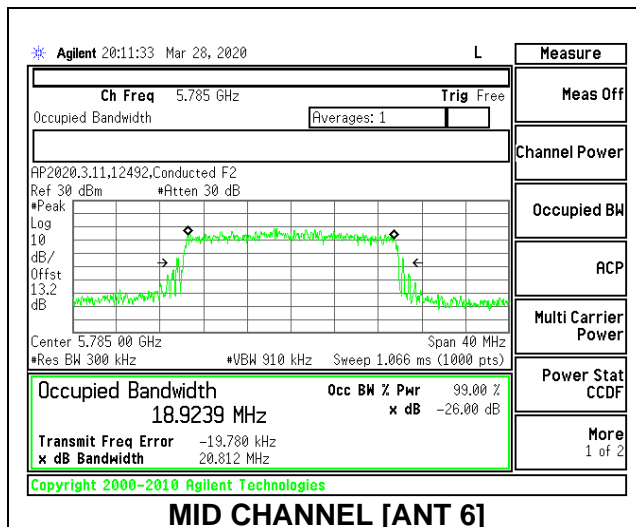 Agilent 20:11:33 Mar 28, 2020 L
Measure
Ch Freq 5.785 GHz Trig Free
Occupied Bandwidth Averages: 1
Meas Off
Channel Power
Occupied BW
ACP
Multi Carrier
Power
Power Stat
CCDF
More
1 of 2
AP2020.3.11,12492,Conducted F2
Ref 30 dBm #Atten 30 dB
#Peak
Log
10
dB/
Offst
13.2
dB
Center 5.785 00 GHz Span 40 MHz
#Res BW 300 kHz #VBW 910 kHz Sweep 1.066 ms (1000 pts)
Occupied Bandwidth Occ BW % Pwr 99.00 %
18.9239 MHz x dB -26.00 dB
Transmit Freq Error -19.780 kHz
x dB Bandwidth 20.812 MHz
Copyright 2000-2010 Agilent Technologies
MID CHANNEL [ANT 6]